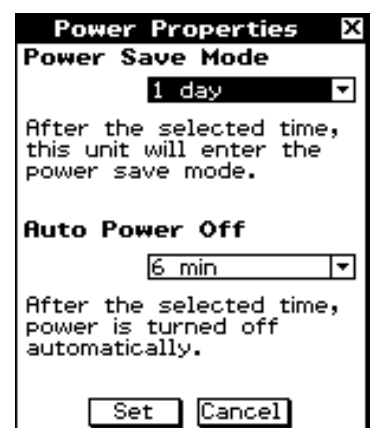 Power Properties X
Power Save Mode
1 day
After the selected time,
this unit will enter the
power save mode.
Auto Power Off
6 min
After the selected time,
power is turned off
automatically.
Set Cancel